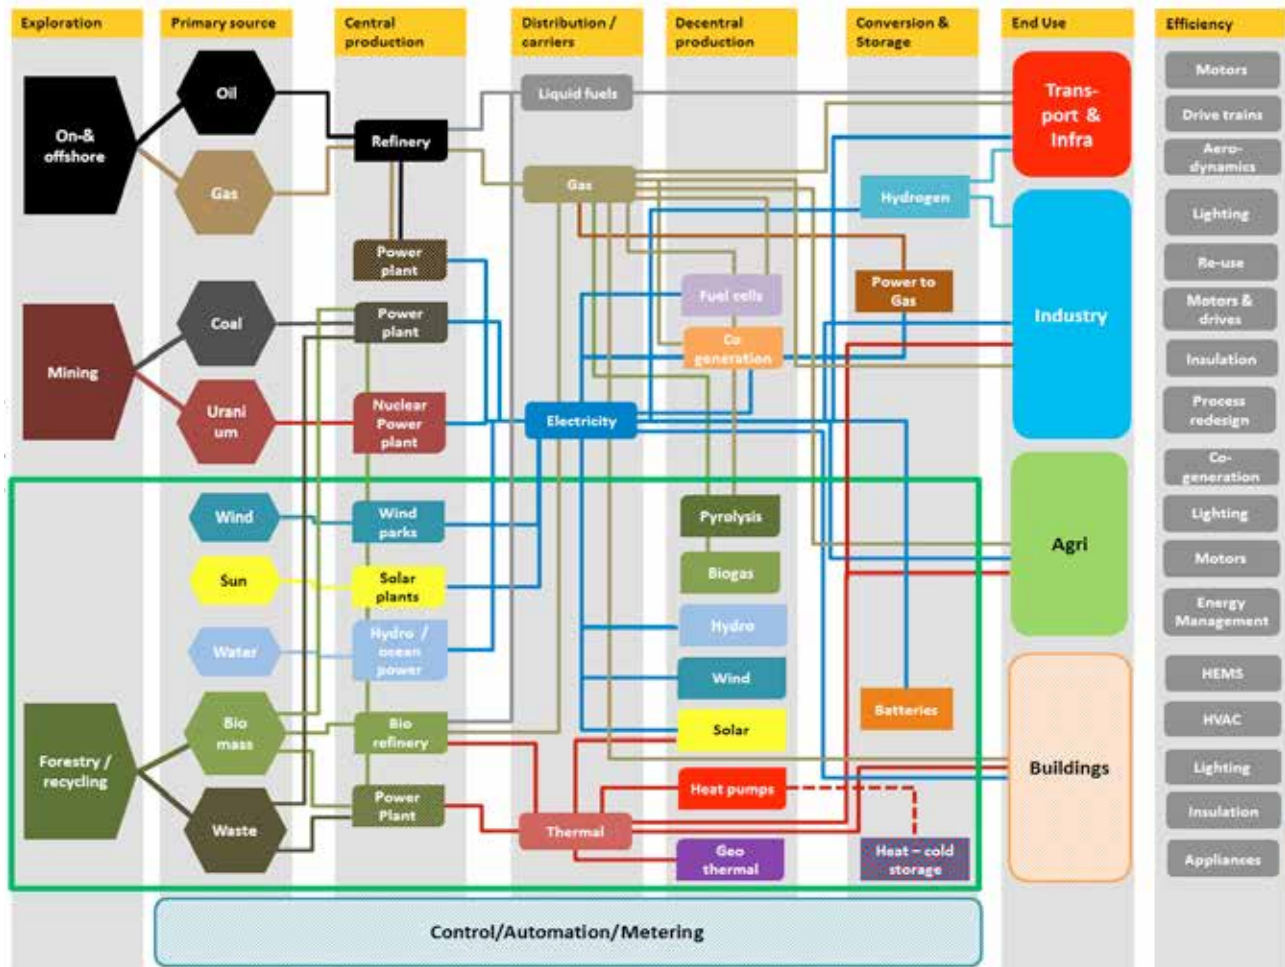 Exploration
Primary source
Central
production
Distribution /
carriers
Decentral
production
Conversion &
Storage
End Use
Efficiency
On-&
offshore
Mining
Forestry /
recycling
Oil
Gas
Coal
Urani
um
Wind
Sun
Water
Bio
mass
Waste
Refinery
Power
plant
Power
plant
Nuclear
Power
plant
Wind
parks
Solar
plants
Hydro /
ocean
power
Bio
refinery
Power
Plant
Liquid fuels
Gas
Electricity
Thermal
Fuel cells
Co
generation
Pyrolysis
Biogas
Hydro
Wind
Solar
Heat pumps
Geo
thermal
Hydrogen
Power to
Gas
Batteries
Heat – cold
storage
Trans-
port &
Infra
Industry
Agri
Buildings
Motors
Drive trains
Aero-
dynamics
Lighting
Re-use
Motors &
drives
Insulation
Process
redesign
Co-
generation
Lighting
Motors
Energy
Management
HEMS
HVAC
Lighting
Insulation
Appliances
Control/Automation/Metering